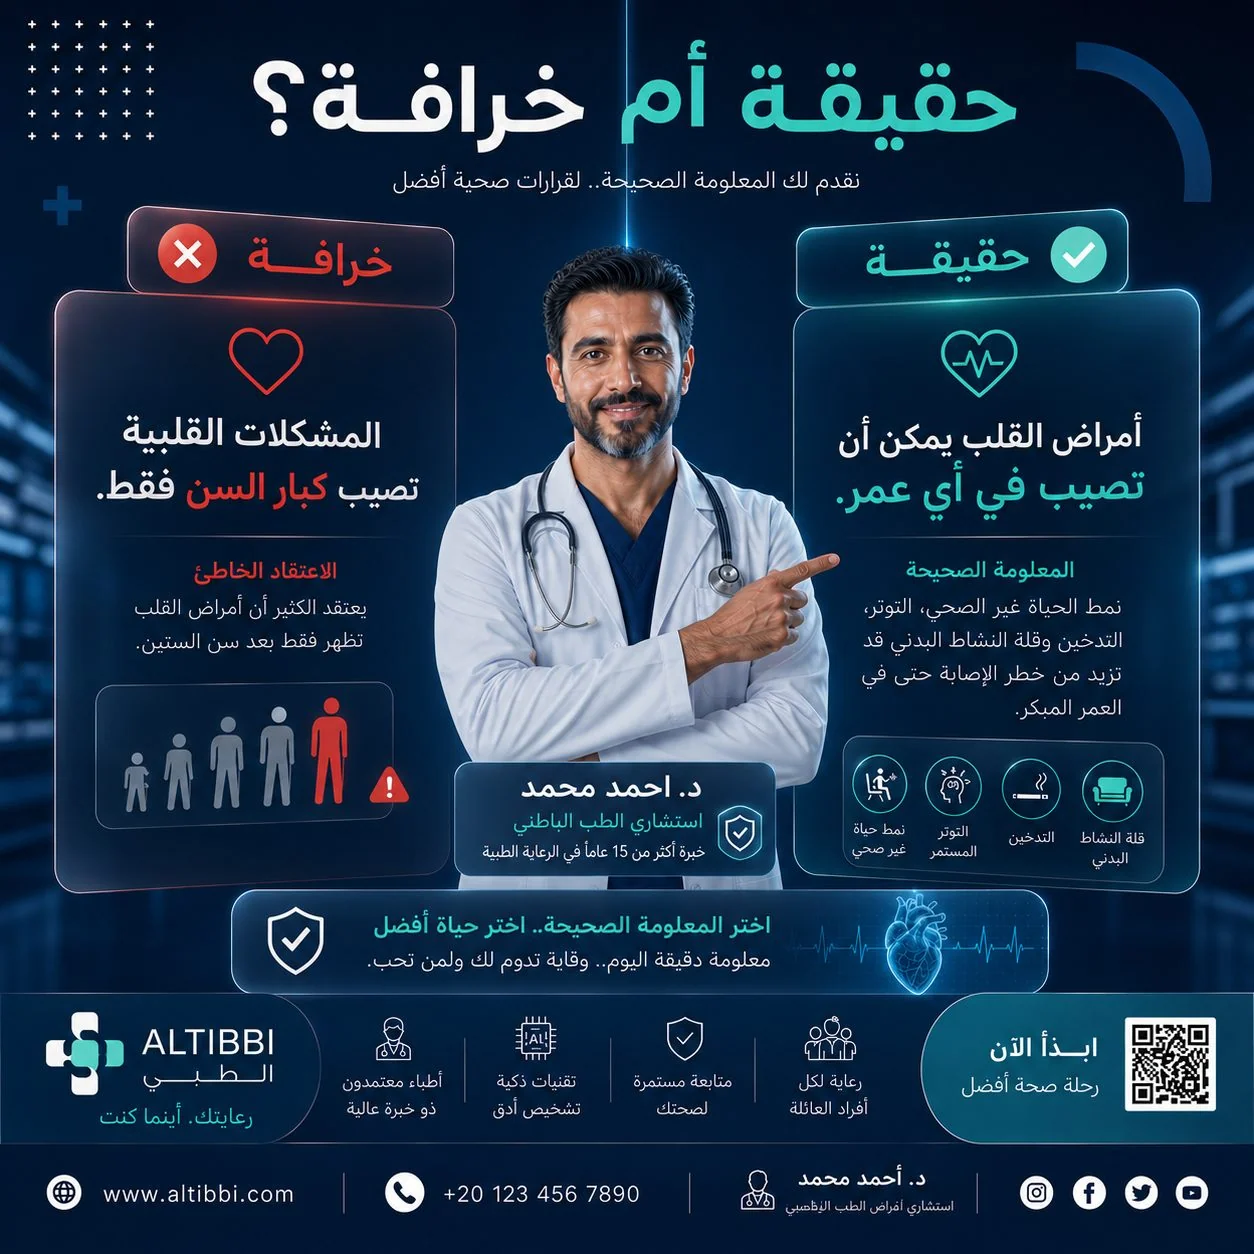 حقيقة أم خرافة؟
نقدم لك المعلومة الصحيحة.. لقرارات صحية أفضل
حقيقة
أمراض القلب يمكن أن
تصيب في أي عمر.
المعلومة الصحيحة
نمط الحياة غير الصحي، التوتر،
التدخين وقلة النشاط البدني قد
تزيد من خطر الإصابة حتى في
العمر المبكر.
قلة النشاط
البدني
التدخين
التوتر
المستمر
نمط حياة
غير صحي
خرافة
المشكلات القلبية
تصيب كبار السن فقط.
الاعتقاد الخاطئ
يعتقد الكثير أن أمراض القلب
تظهر فقط بعد سن الستين.
د. احمد محمد
استشاري الطب الباطني
خبرة أكثر من 15 عاماً في الرعاية الطبية
اختر المعلومة الصحيحة.. اختر حياة أفضل
معلومة دقيقة اليوم.. وقاية تدوم لك ولمن تحب.
ابدأ الآن
رحلة صحة أفضل
رعاية لكل
أفراد العائلة
متابعة مستمرة
لصحتك
AL
تقنيات ذكية
تشخيص أدق
أطباء معتمدون
ذو خبرة عالية
ALTIBBI
الـطـبـي
رعايتك. أينما كنت
د. أحمد محمد
استشاري الطب
+20 123 456 7890
www.altibbi.com